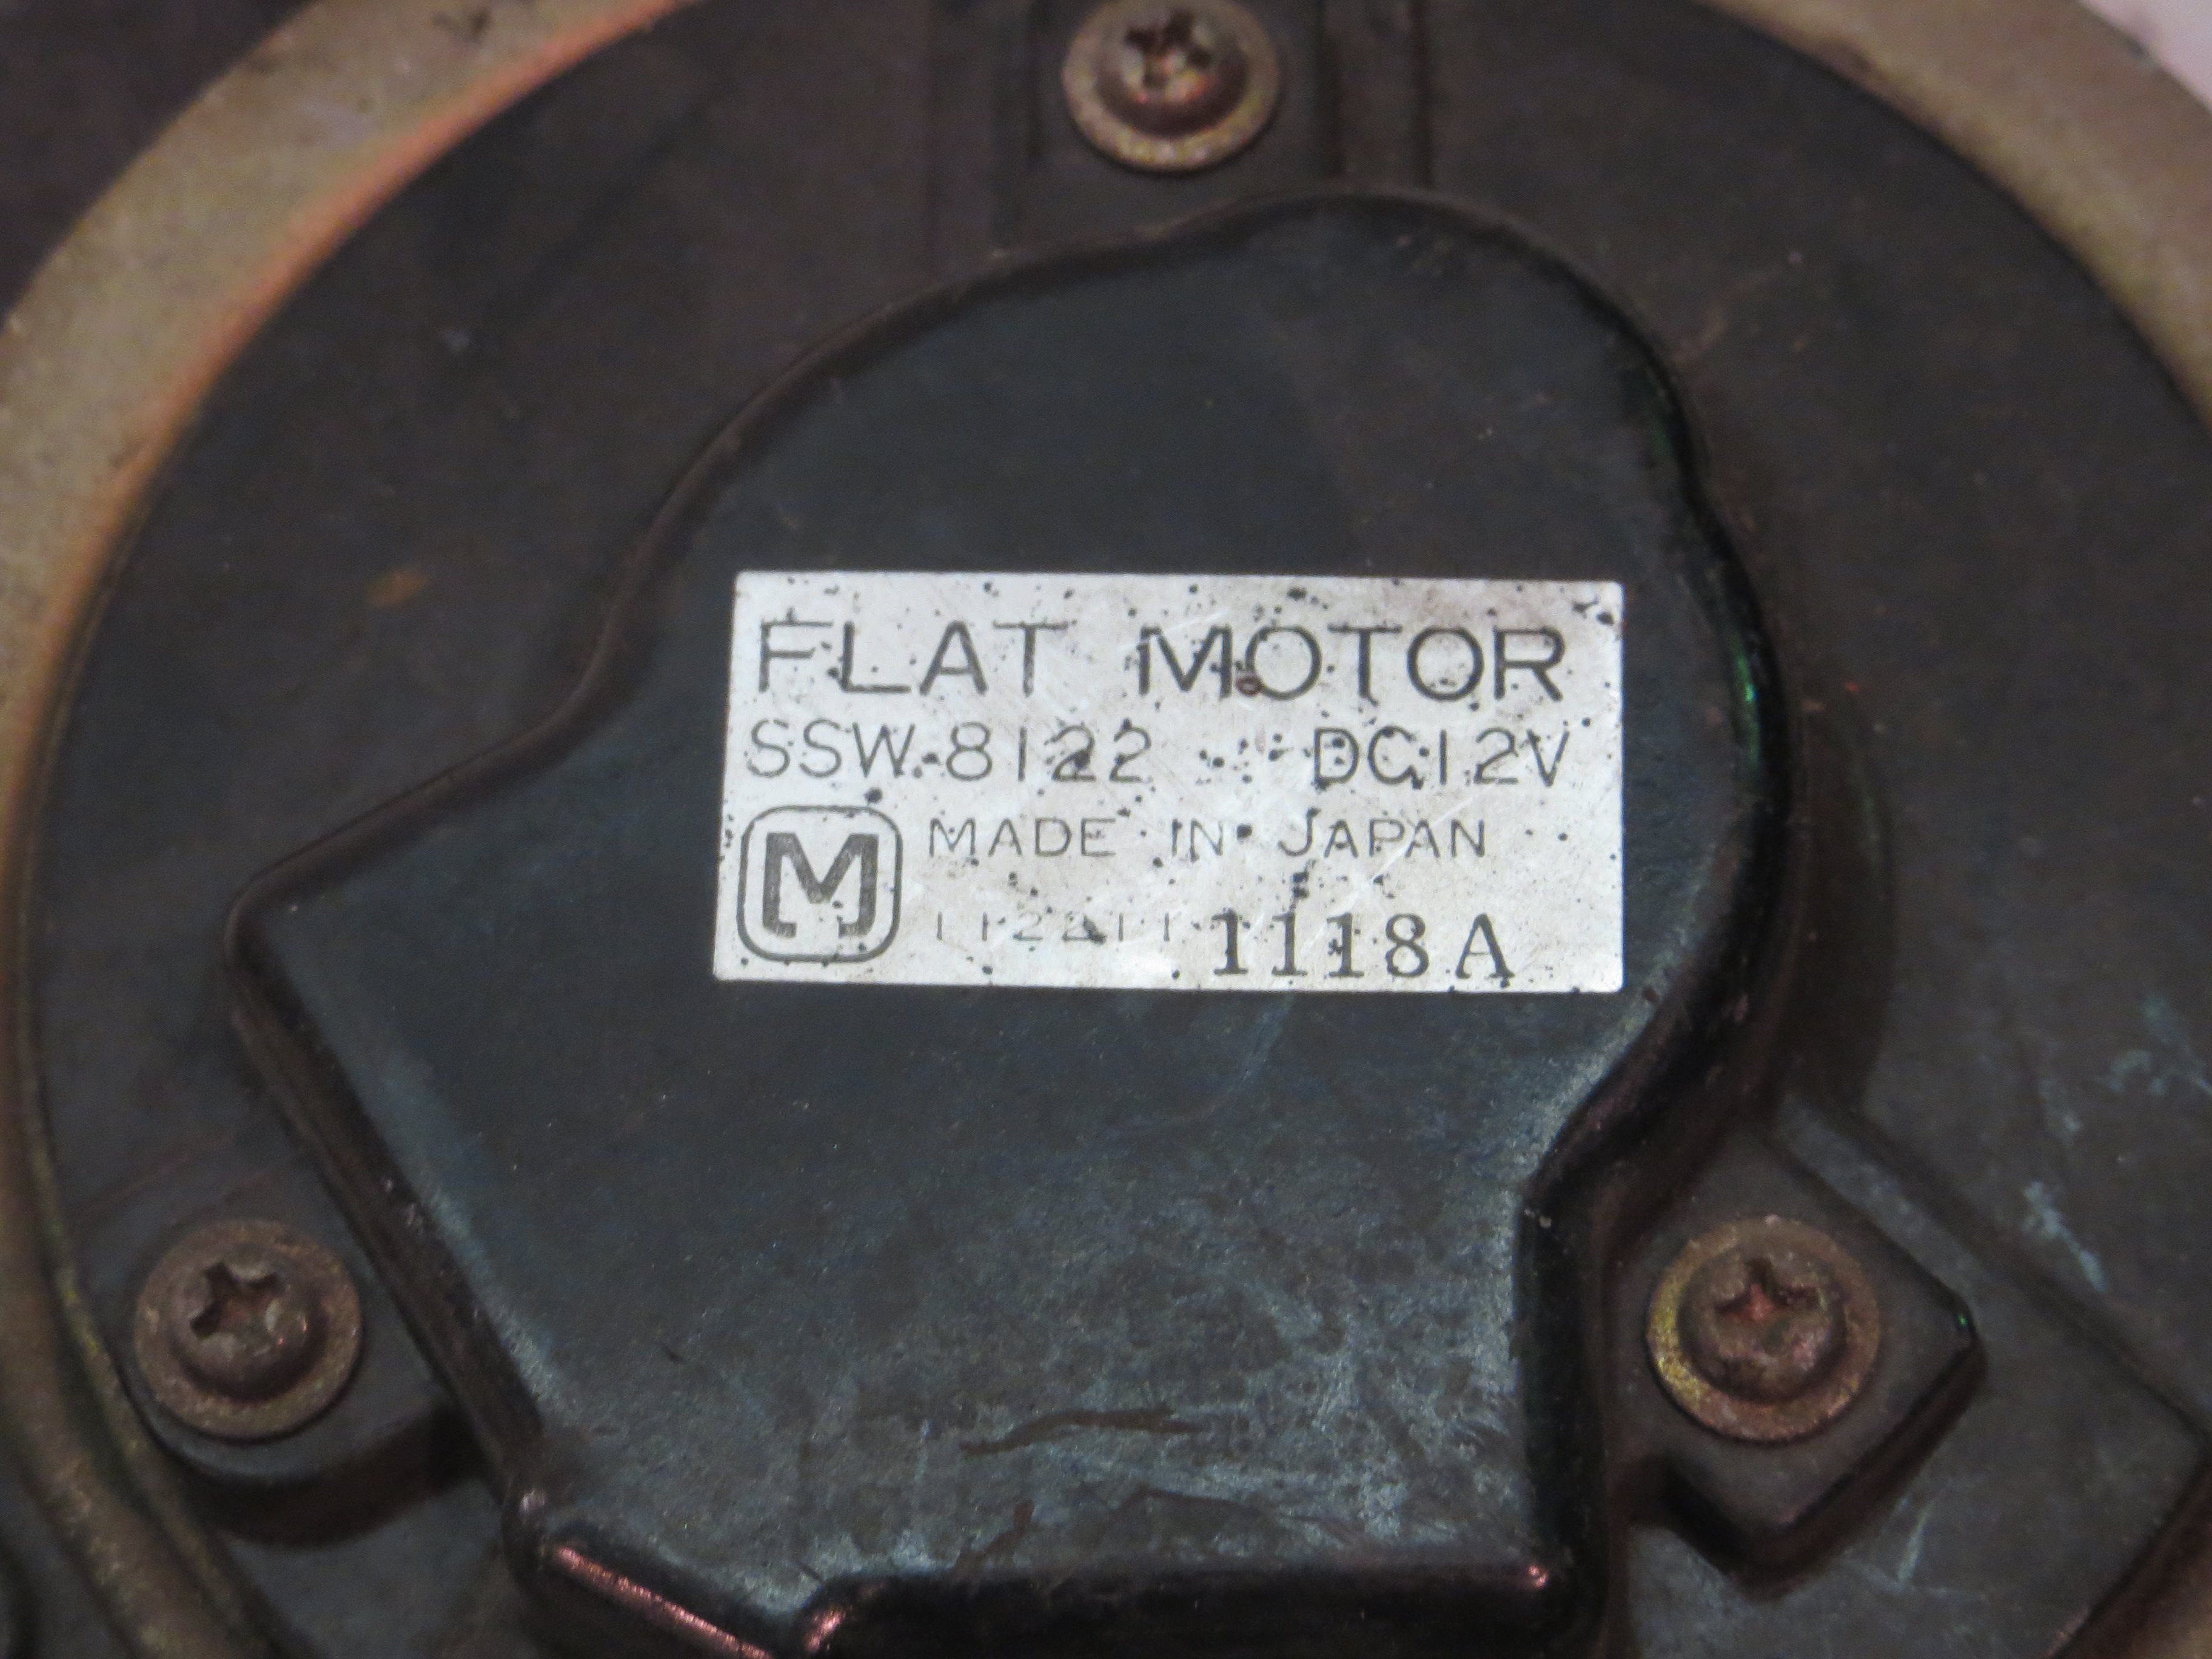 FLAT MOTOR
SSW-8122 DC12V
M MADE IN JAPAN
1118A